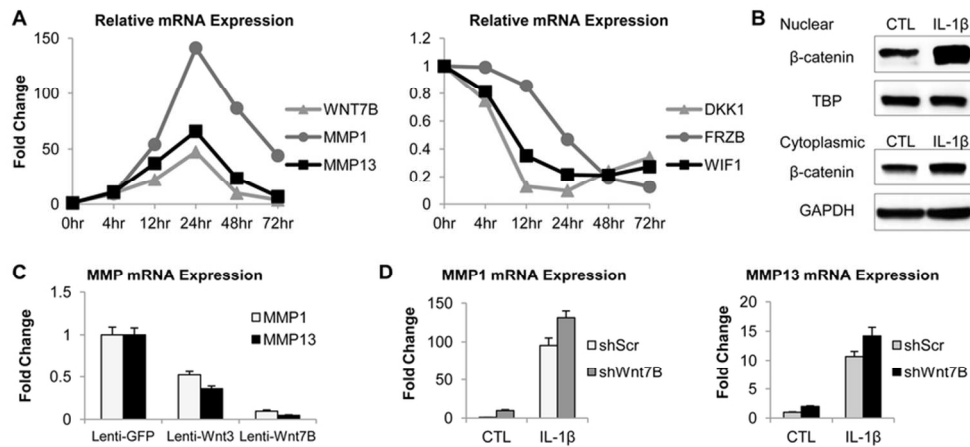 A
Relative mRNA Expression
Fold Change
150
100
50
0
0hr 4hr 12hr 24hr 48hr 72hr
WNT7B
MMP1
MMP13
Relative mRNA Expression
Fold Change
1.2
1
0.8
0.6
0.4
0.2
0
0hr 4hr 12hr 24hr 48hr 72hr
DKK1
FRZB
WIF1
B
Nuclear CTL IL-1β
β-catenin
TBP
Cytoplasmic CTL IL-1β
β-catenin
GAPDH
C
MMP mRNA Expression
Fold Change
1.5
1
0.5
0
Lenti-GFP Lenti-Wnt3 Lenti-Wnt7B
MMP1
MMP13
D
MMP1 mRNA Expression
Fold Change
150
100
50
0
CTL IL-1β
shScr
shWnt7B
MMP13 mRNA Expression
Fold Change
20
15
10
5
0
CTL IL-1β
shScr
shWnt7B